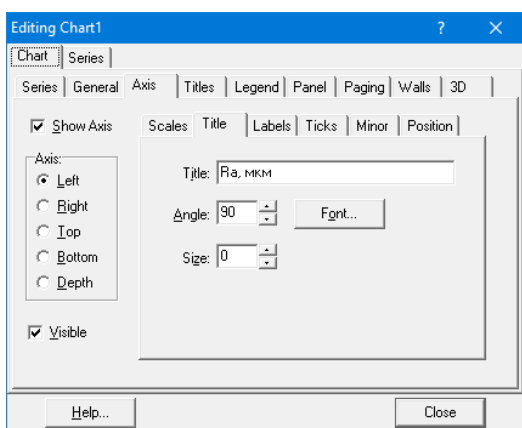 Editing Chart1 ?
Chart Series
Series General Axis Titles Legend Panel Paging Walls 3D
Show Axis
Scales Title Labels Ticks Minor Position
Axis:
Left
Right
Top
Bottom
Depth
Visible
Title: Ra, мкм
Angle: 90 Font...
Size: 0
Help... Close